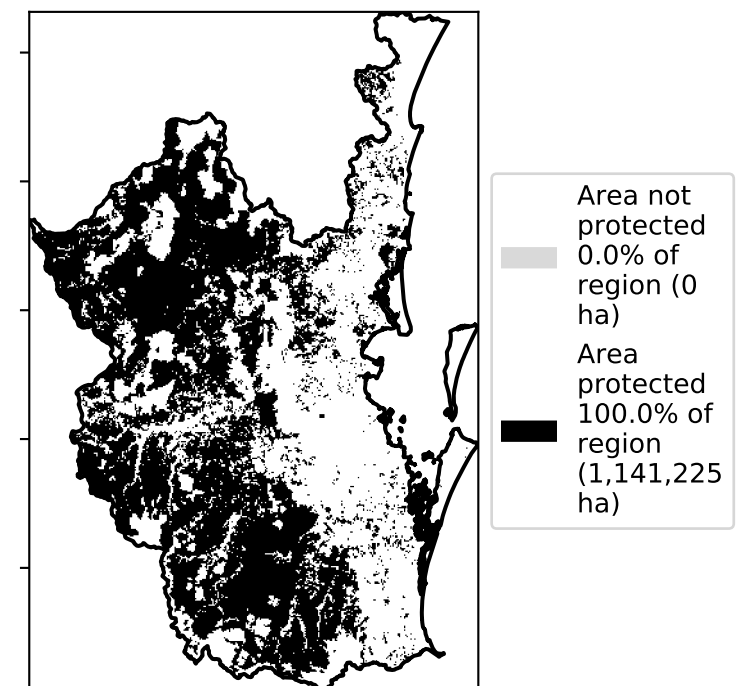 Area not
protected
0.0% of
region (0
ha)
Area
protected
100.0% of
region
(1,141,225
ha)